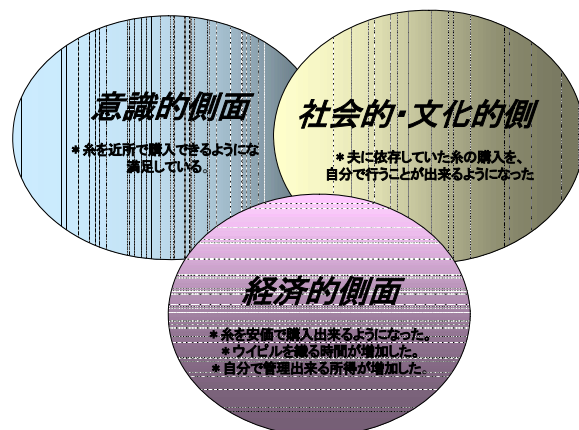 意識的側面
＊糸を近所で購入できるようにな
満足している。
社会的・文化的側
＊夫に依存していた糸の購入を、
自分で行うことが出来るようになった
経済的側面
＊糸を安価で購入出来るようになった。
＊ウイピルを織る時間が増加した。
＊自分で管理出来る所得が増加した。